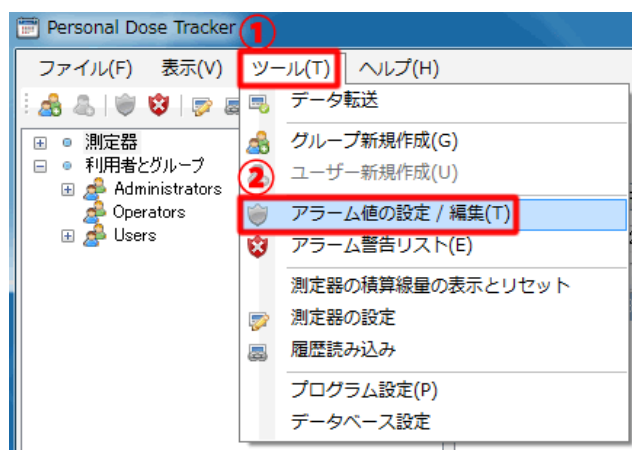 Personal Dose Tracker
①
ファイル(F) 表示(V) ツール(T) ヘルプ(H)
測定器
利用者とグループ
Administrators
Operators
Users
データ転送
グループ新規作成(G)
ユーザー新規作成(U)
②
アラーム値の設定 / 編集(T)
アラーム警告リスト(E)
測定器の積算線量の表示とリセット
測定器の設定
履歴読み込み
プログラム設定(P)
データベース設定